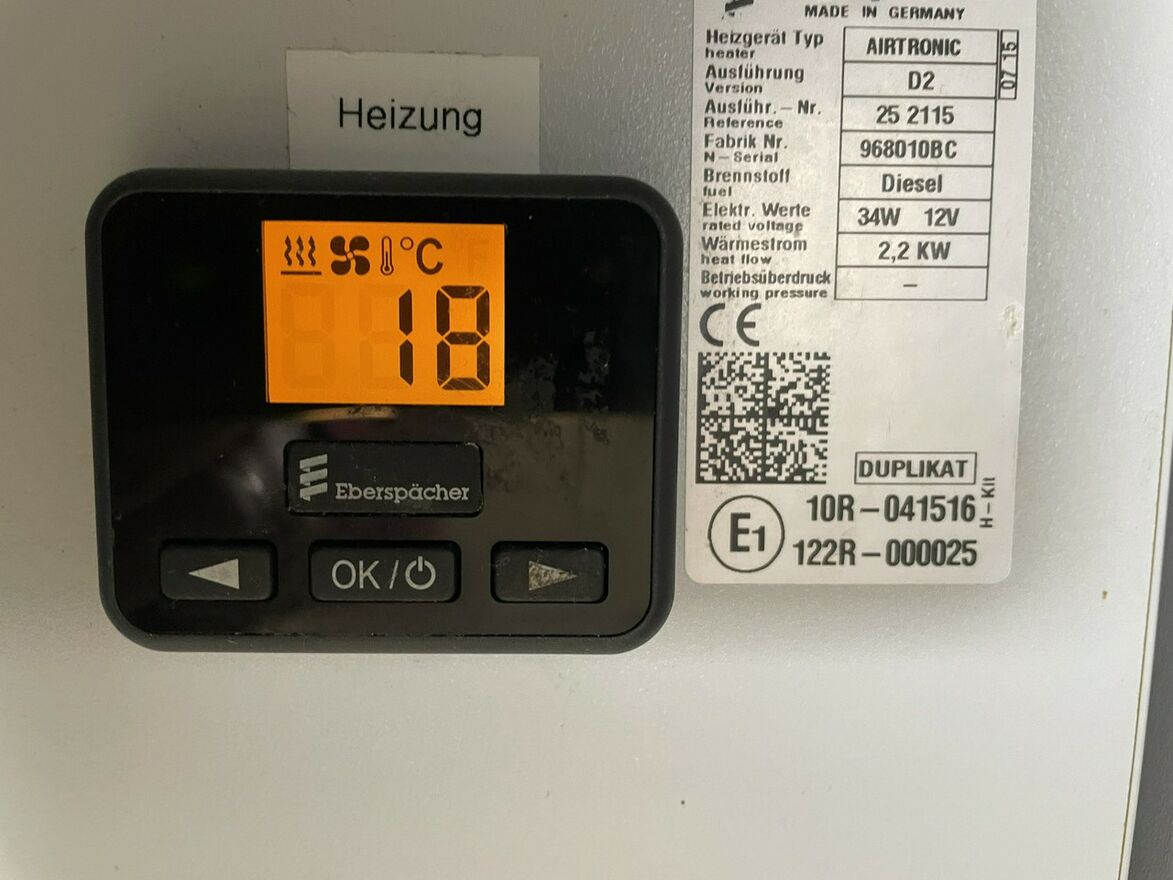 Heizung
°C
18
Eberspächer
OK/
MADE IN GERMANY
Heizgerät Typ AIRTRONIC
heater
07 15
Ausführung D2
Version
Ausführ.-Nr. 25 2115
Reference
Fabrik Nr. 968010BC
N-Serial
Brennstoff Diesel
fuel
Elektr. Werte 34W 12V
rated voltage
Wärmestrom 2,2 KW
heat flow
Betriebsüberdruck –
working pressure
CE
DUPLIKAT
E1
10R-041516
H-Kit
122R-000025